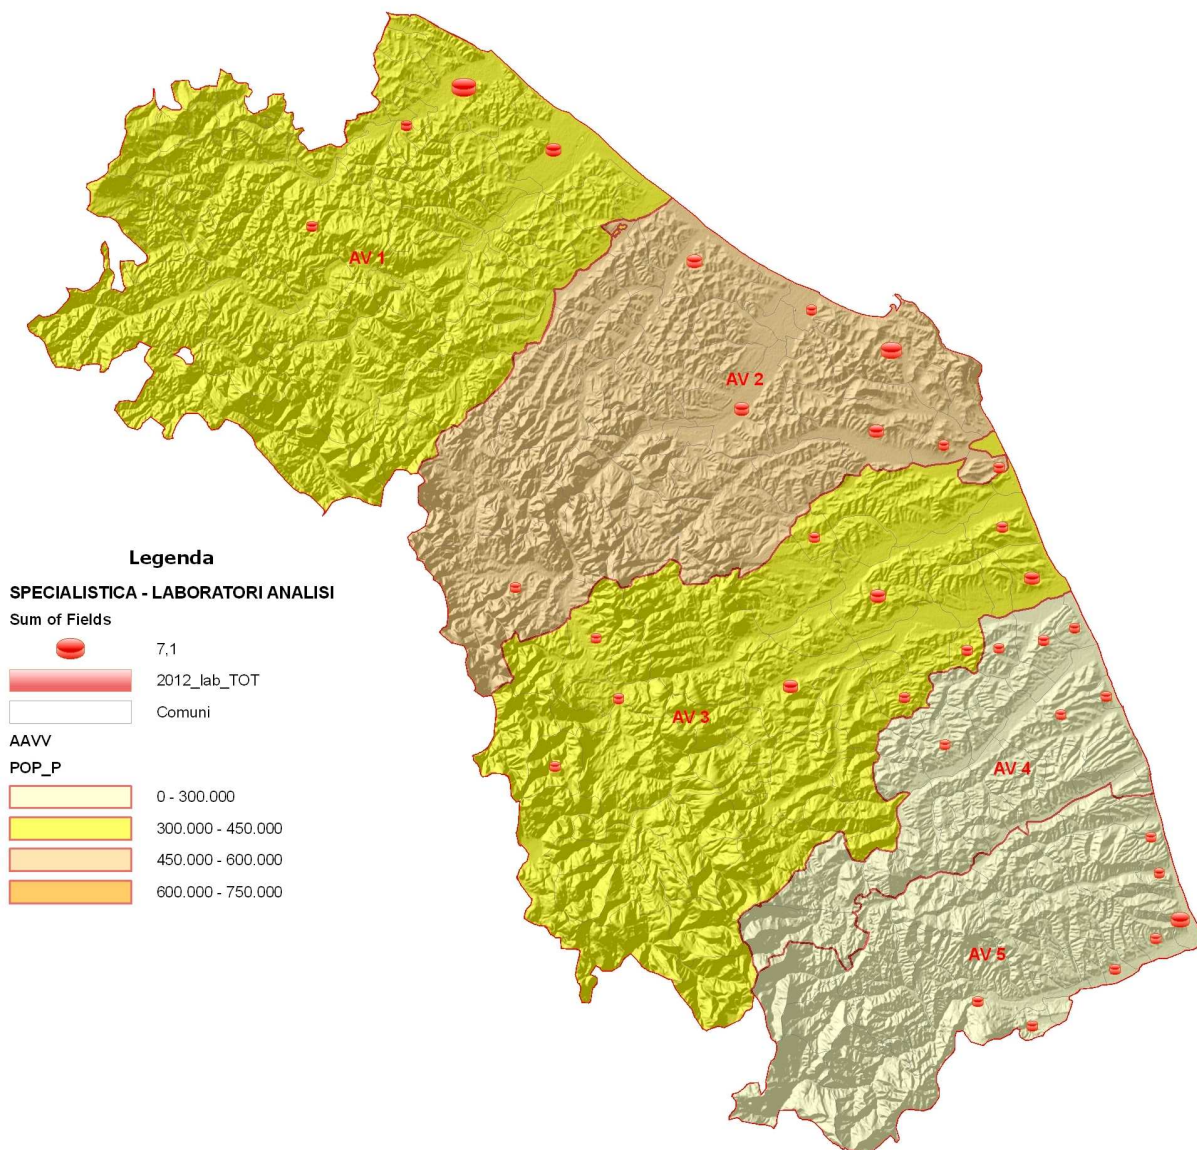 AV 1
AV 2
AV 3
AV 4
AV 5
Legenda
SPECIALISTICA - LABORATORI ANALISI
Sum of Fields
7,1
2012_lab_TOT
Comuni
AAVV
POP_P
0 - 300.000
300.000 - 450.000
450.000 - 600.000
600.000 - 750.000